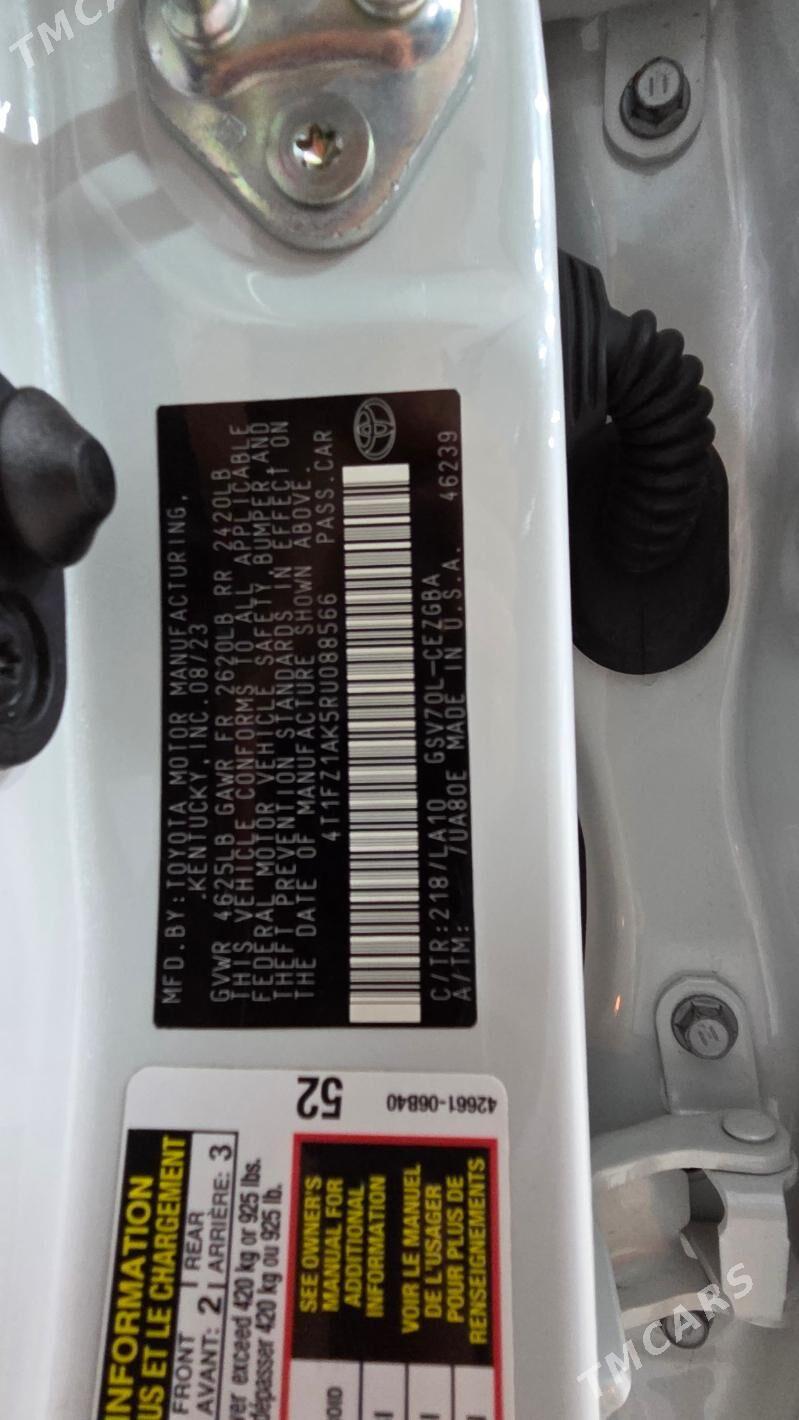 TMCARS
MFD.BY:TOYOTA MOTOR MANUFACTURING,
.KENTUCKY,INC.08/23
GVWR 4625LB GAWR FR 2620LB RR 2420LB
THIS VEHICLE CONFORMS TO ALL APPLICABLE
FEDERAL MOTOR VEHICLE SAFETY,BUMPER,AND
THEFT PREVENTION STANDARDS IN EFFECT ON
THE DATE OF MANUFACTURE SHOWN ABOVE.
4T1FZ1AK5RU088566 PASS.CAR
C/TR:218/LA10 GSV70L-CEZGBA
A/TM: /UA80E MADE IN U.S.A. 46239
52
42661-06B40
INFORMATION
US ET LE CHARGEMENT
FRONT REAR
AVANT: 2 ARRIÈRE: 3
ver exceed 420 kg or 925 lbs.
dépasser 420 kg ou 925 lb.
SEE OWNER'S
MANUAL FOR
ADDITIONAL
INFORMATION
VOIR LE MANUEL
DE L'USAGER
POUR PLUS DE
RENSEIGNEMENTS
TMCARS